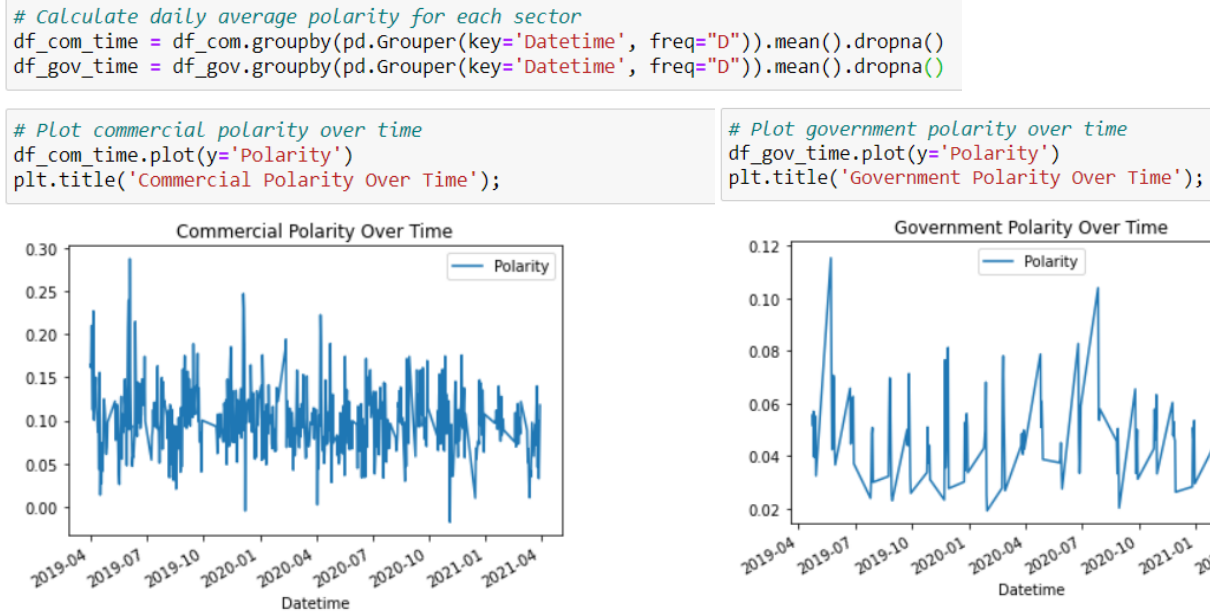 # Calculate daily average polarity for each sector
df_com_time = df_com.groupby(pd.Grouper(key='Datetime', freq="D")).mean().dropna()
df_gov_time = df_gov.groupby(pd.Grouper(key='Datetime', freq="D")).mean().dropna()
# Plot commercial polarity over time
df_com_time.plot(y='Polarity')
plt.title('Commercial Polarity Over Time');
Commercial Polarity Over Time
Polarity
0.30
0.25
0.20
0.15
0.10
0.05
0.00
2019-04
2019-07
2019-10
2020-01
2020-04
2020-07
2020-10
2021-01
2021-04
Datetime
# Plot government polarity over time
df_gov_time.plot(y='Polarity')
plt.title('Government Polarity Over Time');
Government Polarity Over Time
Polarity
0.12
0.10
0.08
0.06
0.04
0.02
2019-04
2019-07
2019-10
2020-01
2020-04
2020-07
2020-10
2021-01
Datetime